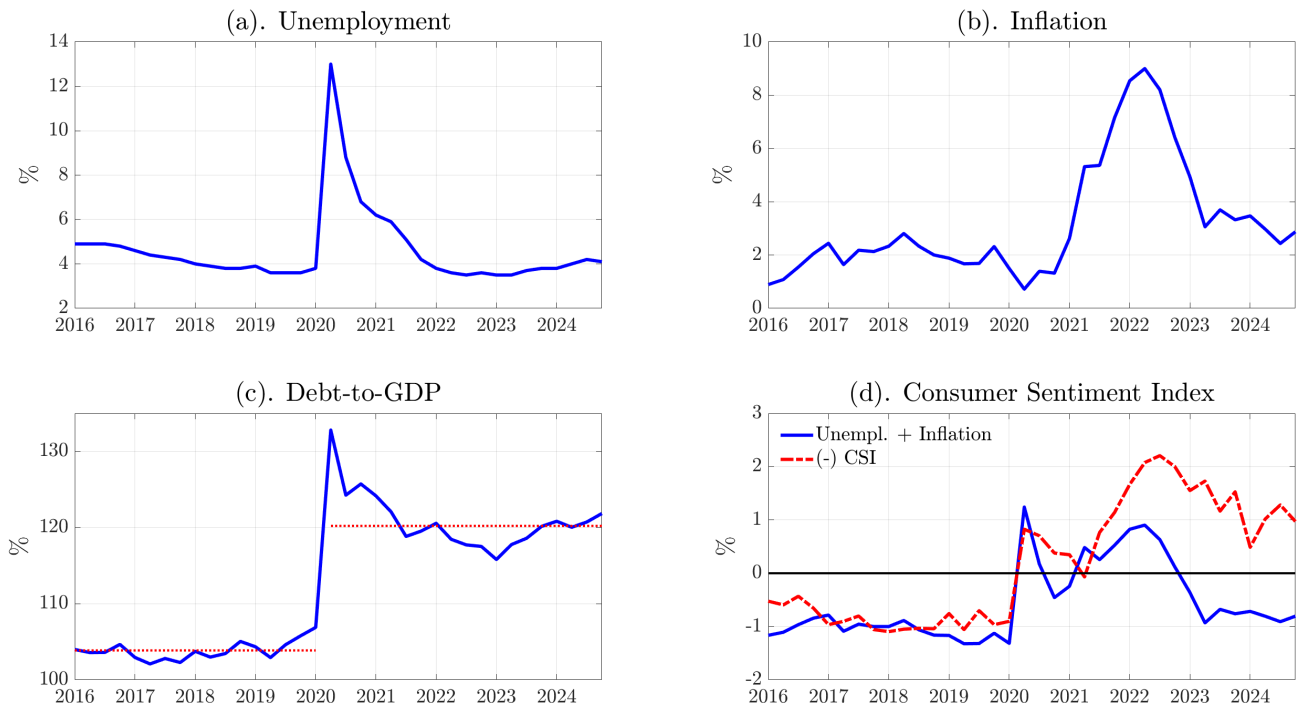 (a). Unemployment
14
12
10
8
6
4
2
%
2016 2017 2018 2019 2020 2021 2022 2023 2024
(b). Inflation
10
8
6
4
2
0
%
2016 2017 2018 2019 2020 2021 2022 2023 2024
(c). Debt-to-GDP
130
120
110
100
%
2016 2017 2018 2019 2020 2021 2022 2023 2024
(d). Consumer Sentiment Index
3
2
1
0
-1
-2
%
Unempl. + Inflation
(-) CSI
2016 2017 2018 2019 2020 2021 2022 2023 2024